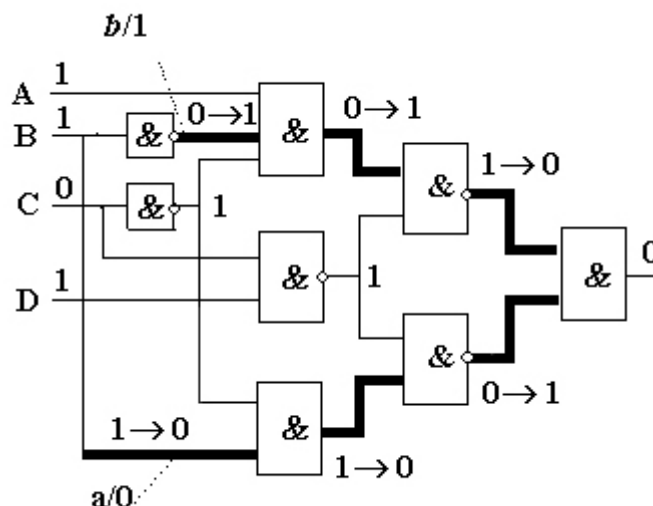 b/1
A 1 0→1 & 0→1
B 1 &
& 1→0
C 0 & 1
& 0
& 1
D 1
& 0→1
1→0 &
1→0
a/0